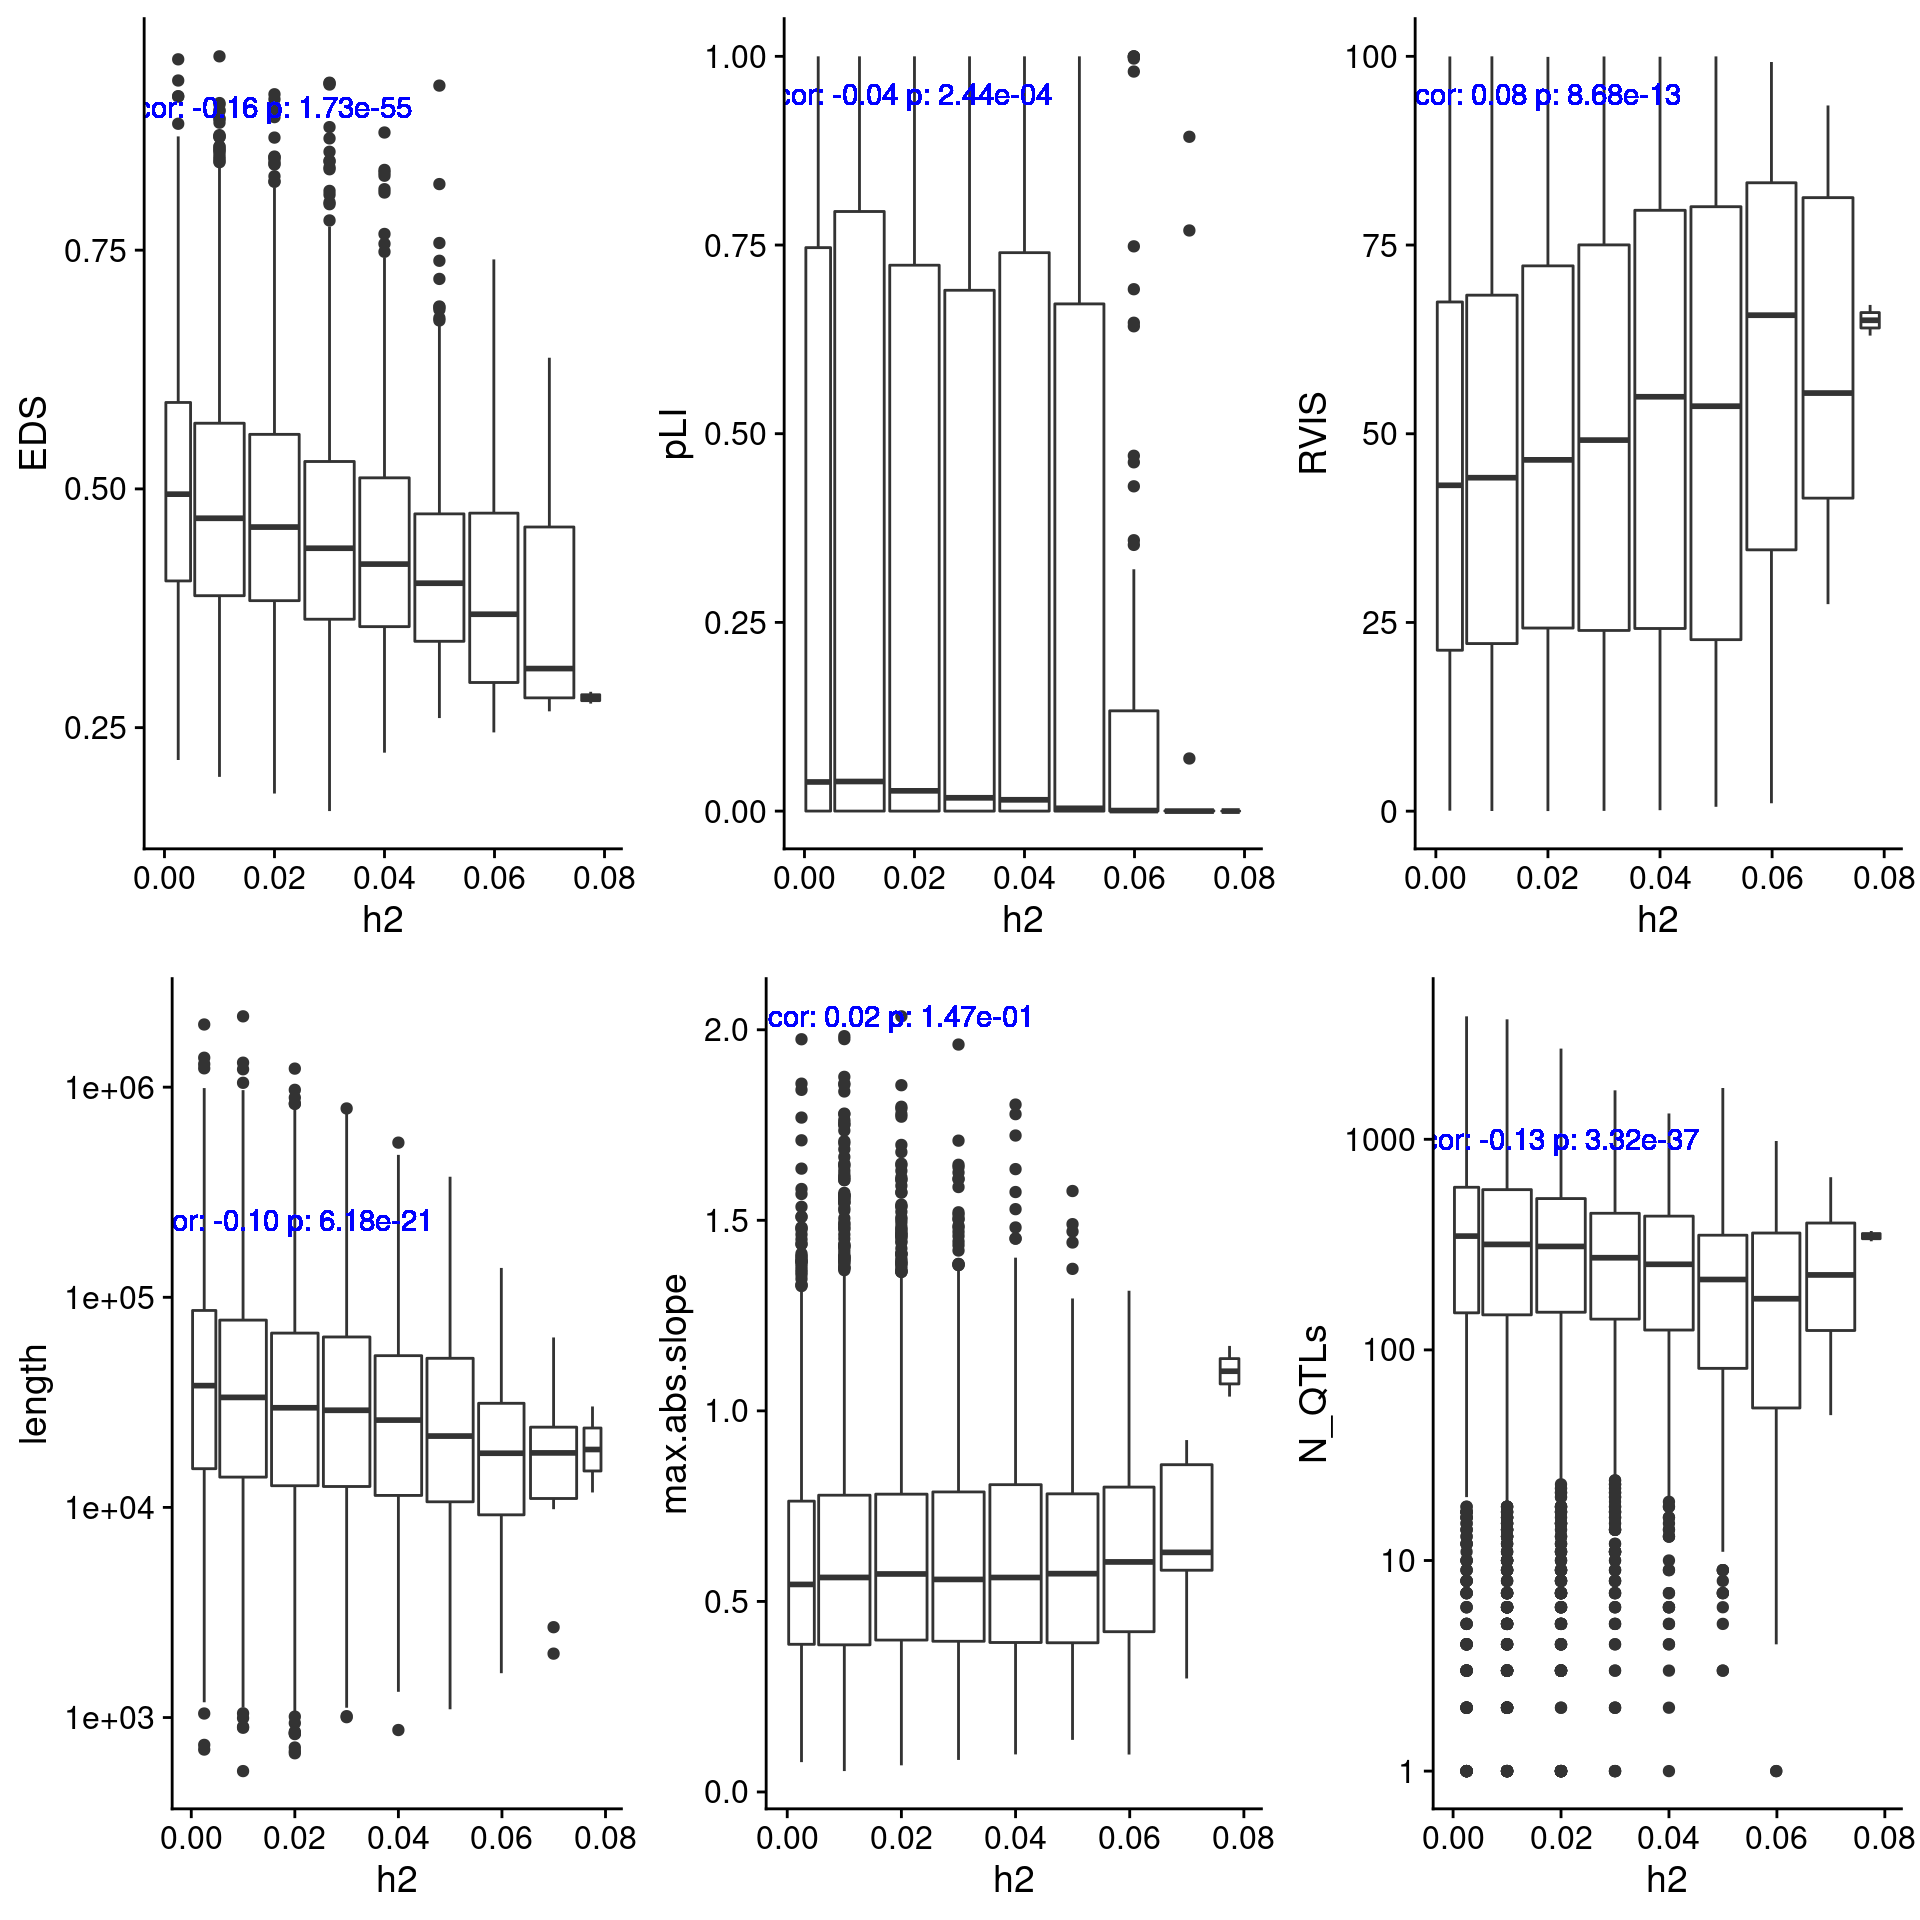 EDS
cor: -0.16 p: 1.73e-55
0.75
0.50
0.25
0.00 0.02 0.04 0.06 0.08
h2
pLI
cor: -0.04 p: 2.44e-04
1.00
0.75
0.50
0.25
0.00
0.00 0.02 0.04 0.06 0.08
h2
RVIS
cor: 0.08 p: 8.68e-13
100
75
50
25
0
0.00 0.02 0.04 0.06 0.08
h2
length
or: -0.10 p: 6.18e-21
1e+06
1e+05
1e+04
1e+03
0.00 0.02 0.04 0.06 0.08
h2
max.abs.slope
cor: 0.02 p: 1.47e-01
2.0
1.5
1.0
0.5
0.0
0.00 0.02 0.04 0.06 0.08
h2
N_QTLs
cor: -0.13 p: 3.32e-37
1000
100
10
1
0.00 0.02 0.04 0.06 0.08
h2